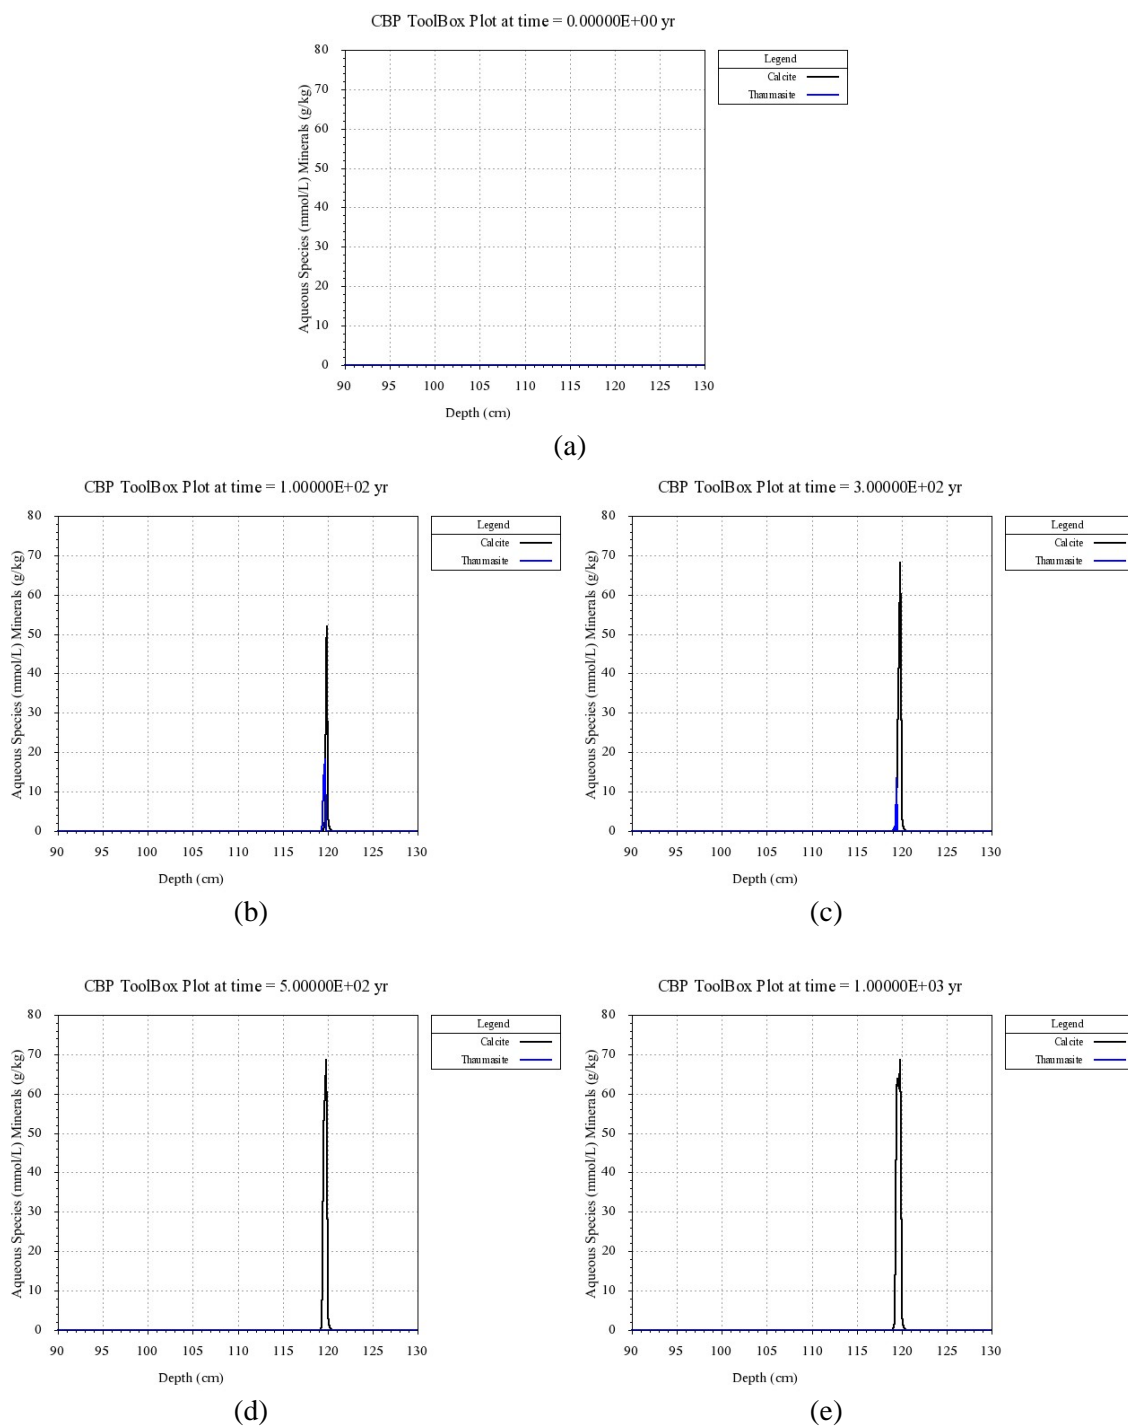 CBP ToolBox Plot at time = 0.00000E+00 yr
Aqueous Species (mmol/L) Minerals (g/kg)
80
70
60
50
40
30
20
10
0
90 95 100 105 110 115 120 125 130
Depth (cm)
Legend
Calcite
Thaumasite
(a)
CBP ToolBox Plot at time = 1.00000E+02 yr
Aqueous Species (mmol/L) Minerals (g/kg)
80
70
60
50
40
30
20
10
0
90 95 100 105 110 115 120 125 130
Depth (cm)
Legend
Calcite
Thaumasite
(b)
CBP ToolBox Plot at time = 3.00000E+02 yr
Aqueous Species (mmol/L) Minerals (g/kg)
80
70
60
50
40
30
20
10
0
90 95 100 105 110 115 120 125 130
Depth (cm)
Legend
Calcite
Thaumasite
(c)
CBP ToolBox Plot at time = 5.00000E+02 yr
Aqueous Species (mmol/L) Minerals (g/kg)
80
70
60
50
40
30
20
10
0
90 95 100 105 110 115 120 125 130
Depth (cm)
Legend
Calcite
Thaumasite
(d)
CBP ToolBox Plot at time = 1.00000E+03 yr
Aqueous Species (mmol/L) Minerals (g/kg)
80
70
60
50
40
30
20
10
0
90 95 100 105 110 115 120 125 130
Depth (cm)
Legend
Calcite
Thaumasite
(e)